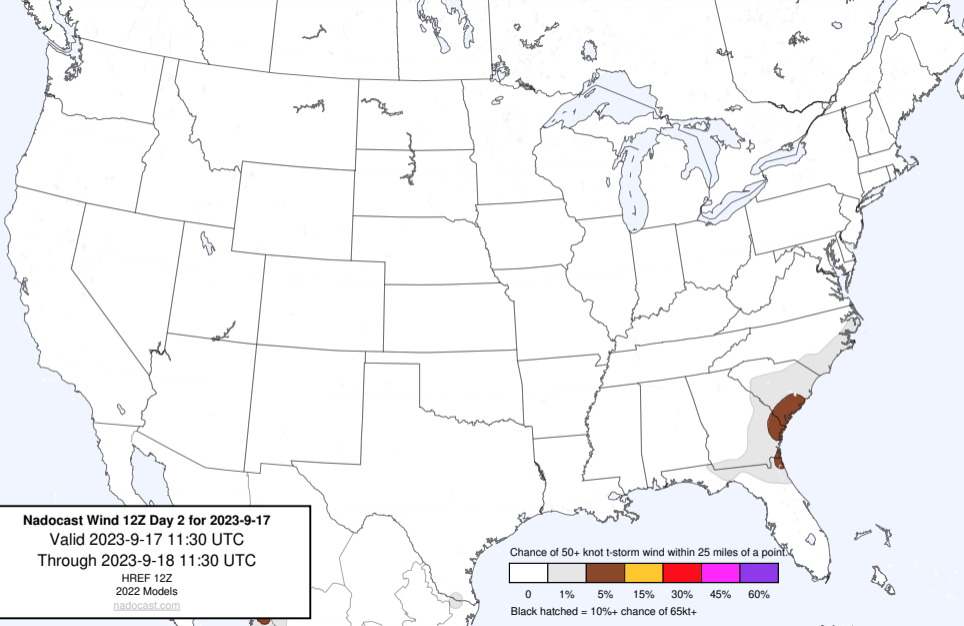 Nadocast Wind 12Z Day 2 for 2023-9-17
Valid 2023-9-17 11:30 UTC
Through 2023-9-18 11:30 UTC
HREF 12Z
2022 Models
nadocast.com
Chance of 50+ knot t-storm wind within 25 miles of a point.
0 1% 5% 15% 30% 45% 60%
Black hatched = 10%+ chance of 65kt+